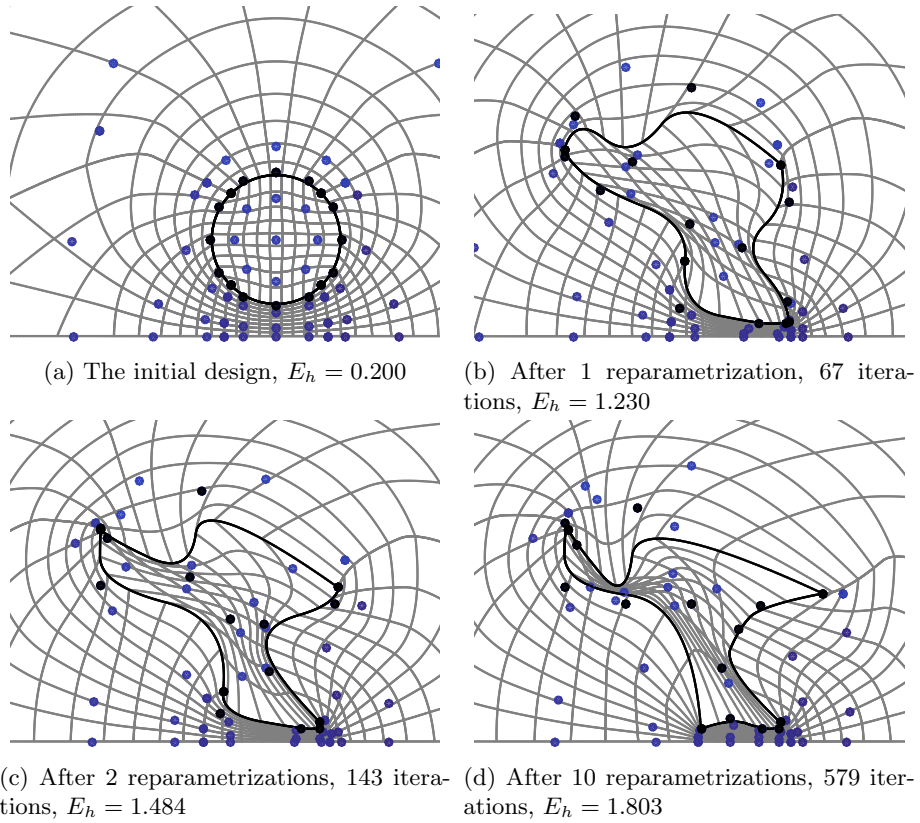 (a) The initial design, E_h = 0.200
(b) After 1 reparametrization, 67 itera-
tions, E_h = 1.230
(c) After 2 reparametrizations, 143 itera-
tions, E_h = 1.484
(d) After 10 reparametrizations, 579 iter-
ations, E_h = 1.803